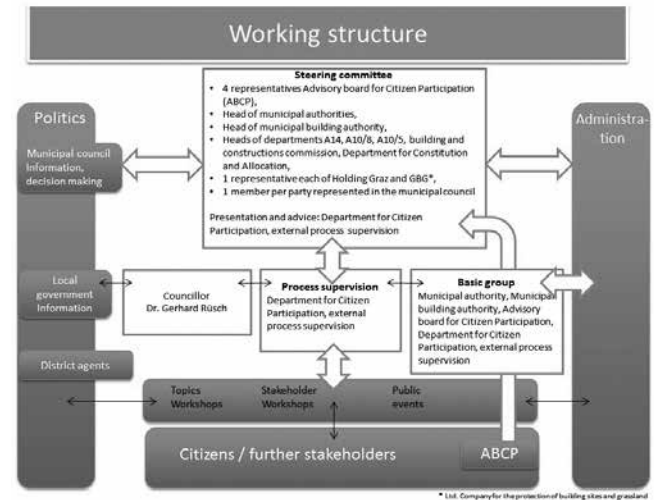 Working structure
Steering committee
• 4 representatives Advisory board for Citizen Participation
(ABCP),
• Head of municipal authorities,
• Head of municipal building authority,
• Heads of departments A14, A10/8, A10/5, building and
constructions commission, Department for Constitution
and Allocation,
• 1 representative each of Holding Graz and GBG*,
• 1 member per party represented in the municipal council
Presentation and advice: Department for Citizen
Participation, external process supervision
Politics
Municipal council
Information,
decision making
Local
government
Information
District agents
Administra-
tion
Councillor
Dr. Gerhard Rüsch
Process supervision
Department for Citizen
Participation, external
process supervision
Basic group
Municipal authority, Municipal
building authority, Advisory
board for Citizen Participation,
Department for Citizen
Participation, external process
supervision
Topics
Workshops
Stakeholder
Workshops
Public
events
Citizens / further stakeholders
ABCP
* Ltd. Company for the protection of building sites and grassland